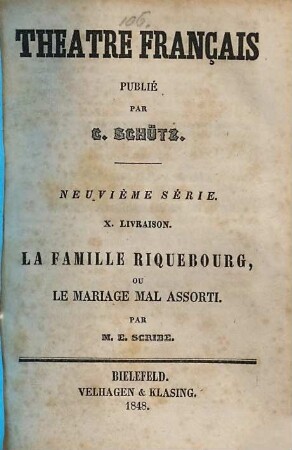 106.
THEATRE FRANÇAIS
PUBLIÉ
PAR
C. SCHÜTZ.
NEUVIÈME SÉRIE.
X. LIVRAISON.
LA FAMILLE RIQUEBOURG,
OU
LE MARIAGE MAL ASSORTI.
PAR
M. E. SCRIBE.
BIELEFELD.
VELHAGEN & KLASING.
1848.